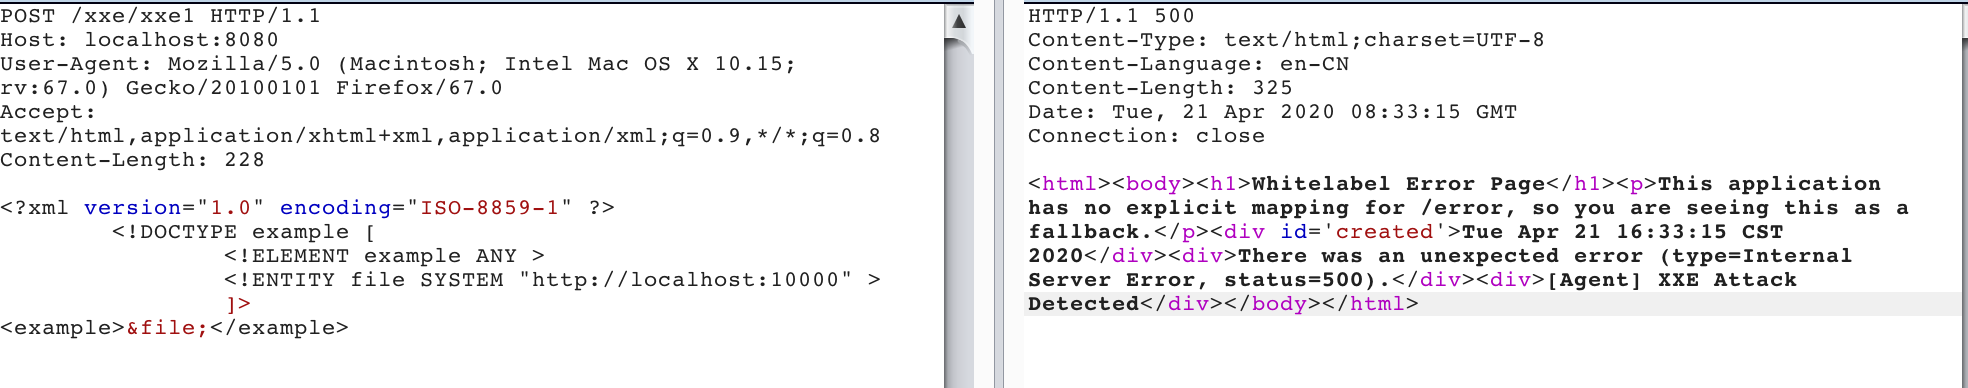 POST /xxe/xxe1 HTTP/1.1
Host: localhost:8080
User-Agent: Mozilla/5.0 (Macintosh; Intel Mac OS X 10.15;
rv:67.0) Gecko/20100101 Firefox/67.0
Accept:
text/html,application/xhtml+xml,application/xml;q=0.9,*/*;q=0.8
Content-Length: 228

<?xml version="1.0" encoding="ISO-8859-1" ?>
        <!DOCTYPE example [
                <!ELEMENT example ANY >
                <!ENTITY file SYSTEM "http://localhost:10000" >
                ]>
<example>&file;</example>

HTTP/1.1 500
Content-Type: text/html;charset=UTF-8
Content-Language: en-CN
Content-Length: 325
Date: Tue, 21 Apr 2020 08:33:15 GMT
Connection: close

<html><body><h1>Whitelabel Error Page</h1><p>This application
has no explicit mapping for /error, so you are seeing this as a
fallback.</p><div id='created'>Tue Apr 21 16:33:15 CST
2020</div><div>There was an unexpected error (type=Internal
Server Error, status=500).</div><div>[Agent] XXE Attack
Detected</div></body></html>